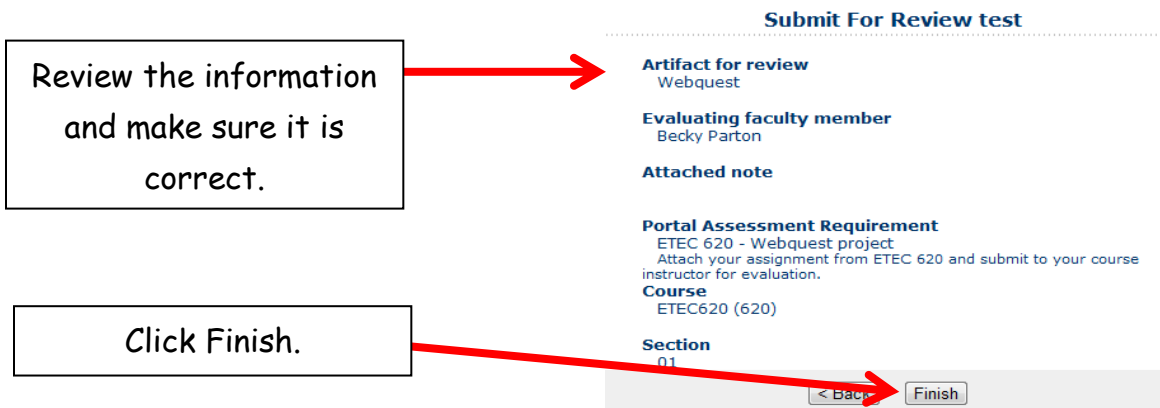 Submit For Review test
Review the information
and make sure it is
correct.
Artifact for review
Webquest
Evaluating faculty member
Becky Parton
Attached note
Portal Assessment Requirement
ETEC 620 - Webquest project
Attach your assignment from ETEC 620 and submit to your course
instructor for evaluation.
Course
ETEC620 (620)
Section
01
Click Finish.
< Back
Finish